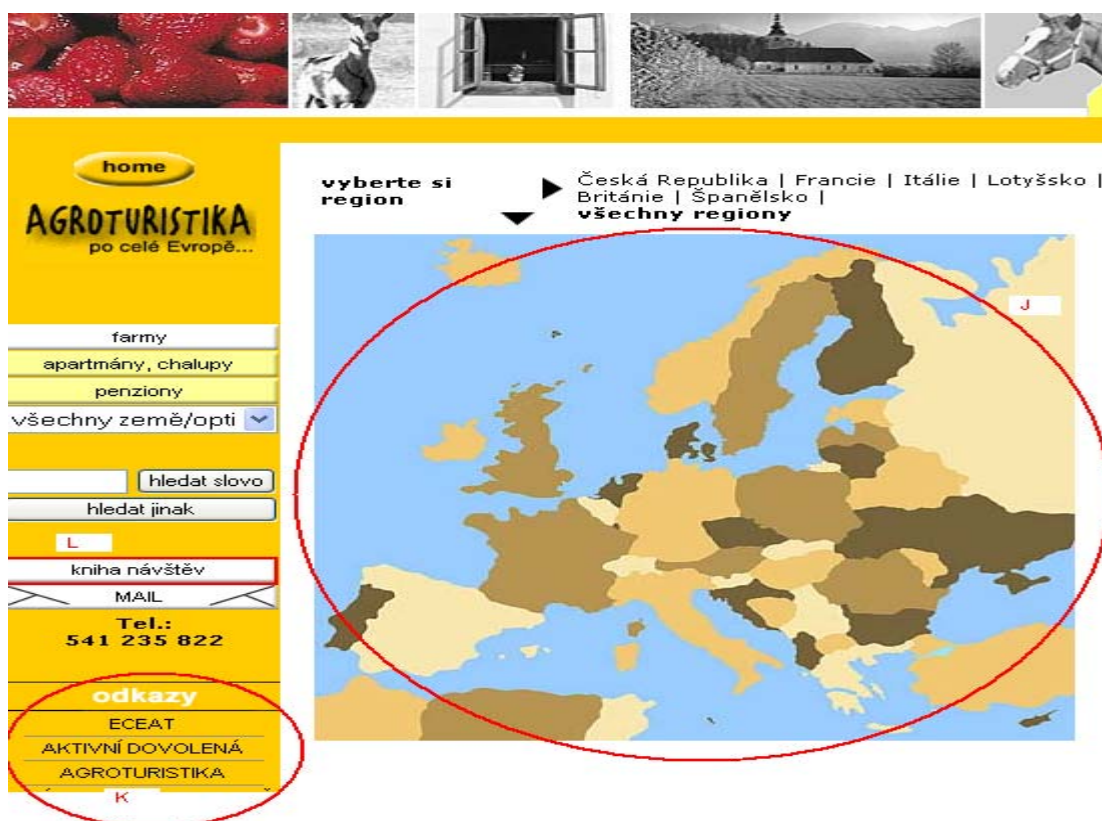 home
AGROTURISTIKA
po celé Evropě...
farmy
apartmány, chalupy
penziony
všechny země/opti
hledat slovo
hledat jinak
L
kniha návštěv
MAIL
Tel.:
541 235 822
odkazy
ECEAT
AKTIVNÍ DOVOLENÁ
AGROTURISTIKA
K
vyberte si
region
Česká Republika | Francie | Itálie | Lotyšsko |
Británie | Španělsko |
všechny regiony
J